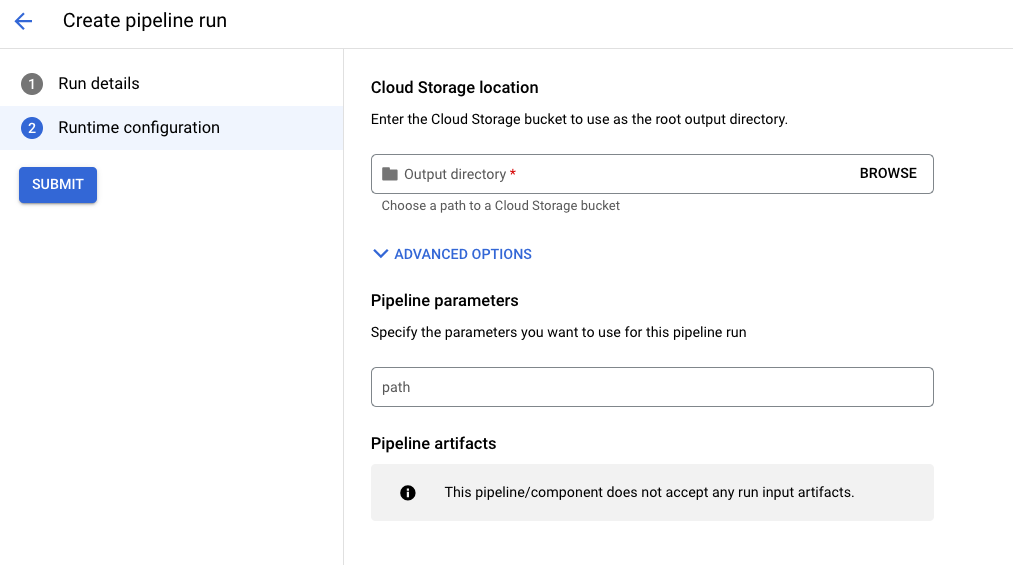 Create pipeline run
1 Run details
2 Runtime configuration
SUBMIT
Cloud Storage location
Enter the Cloud Storage bucket to use as the root output directory.
Output directory * BROWSE
Choose a path to a Cloud Storage bucket
ADVANCED OPTIONS
Pipeline parameters
Specify the parameters you want to use for this pipeline run
path
Pipeline artifacts
This pipeline/component does not accept any run input artifacts.